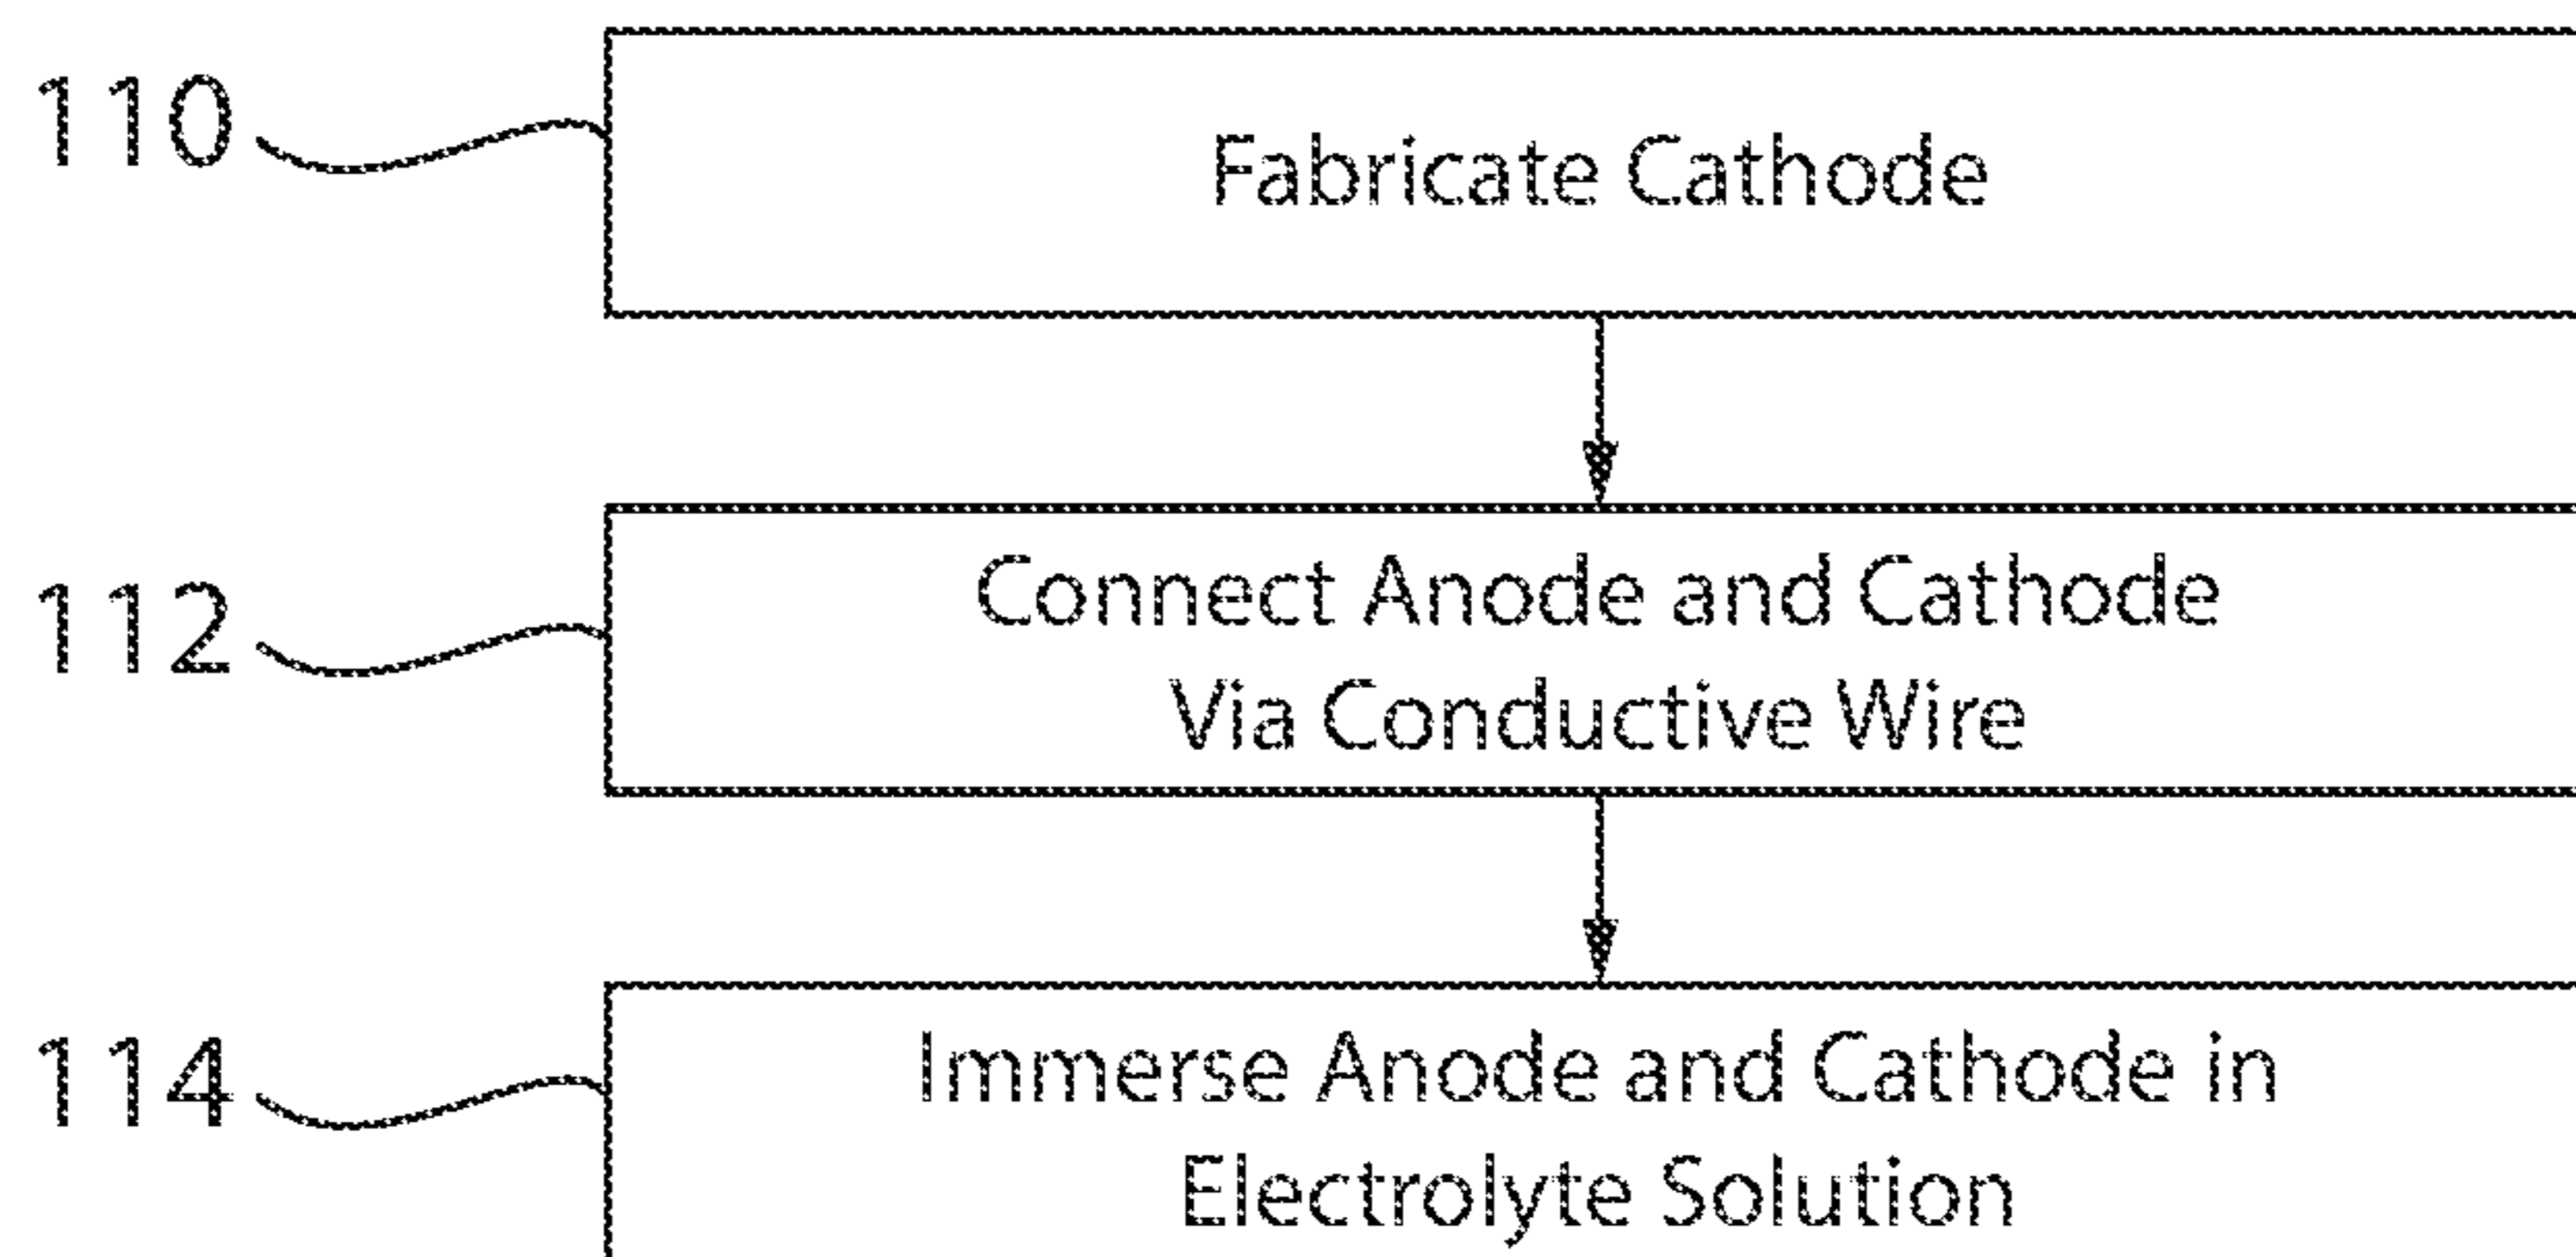 110
Fabricate Cathode
112
Connect Anode and Cathode
Via Conductive Wire
114
Immerse Anode and Cathode in
Electrolyte Solution